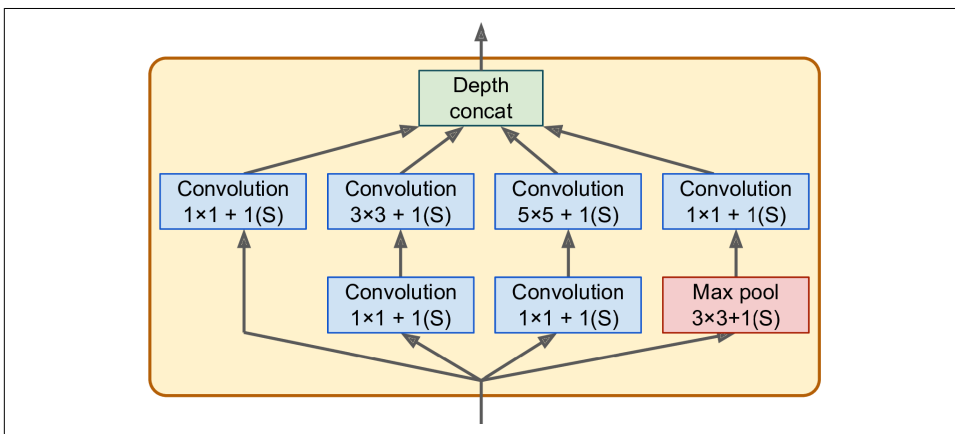 Depth
concat
Convolution
1×1 + 1(S)
Convolution
3×3 + 1(S)
Convolution
5×5 + 1(S)
Convolution
1×1 + 1(S)
Convolution
1×1 + 1(S)
Convolution
1×1 + 1(S)
Max pool
3×3+1(S)